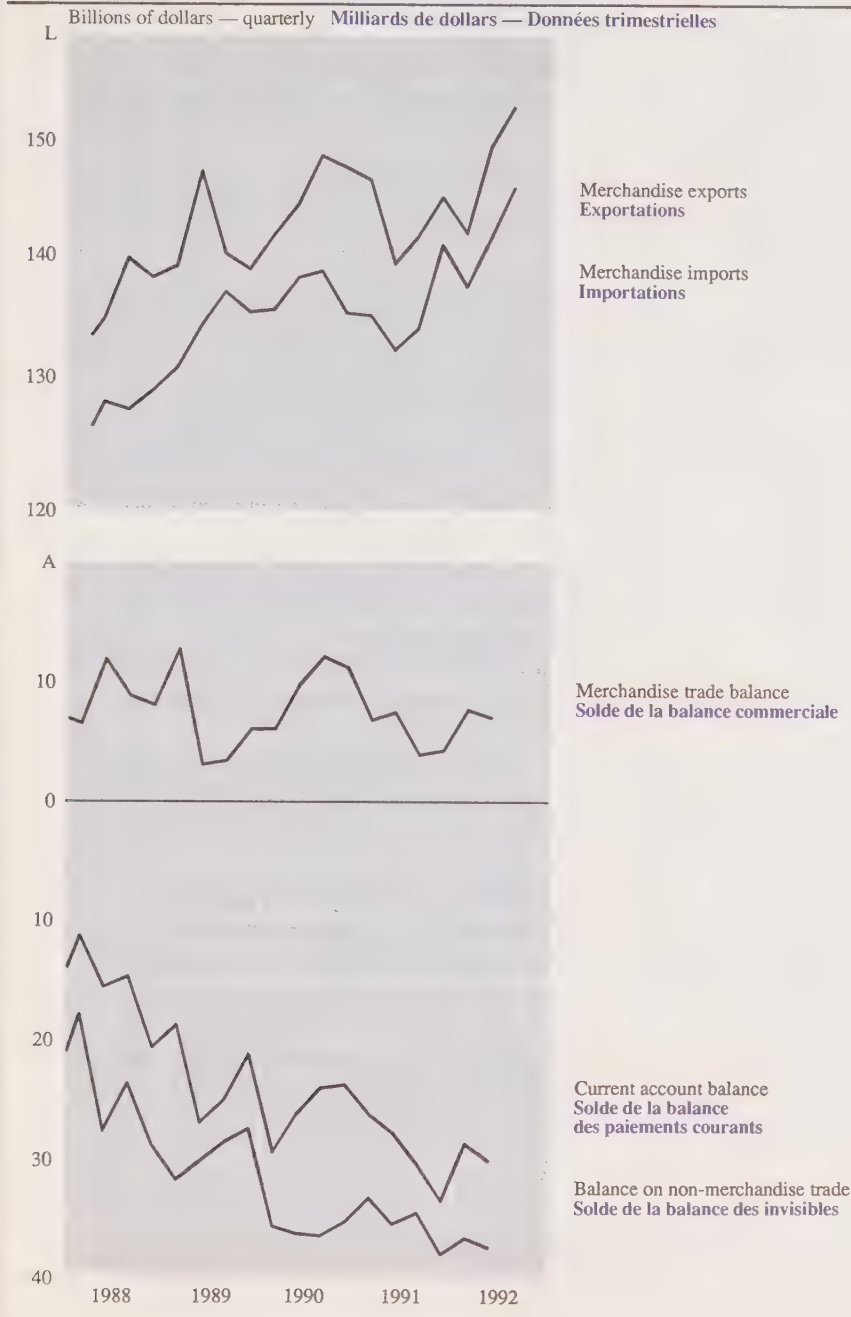 Billions of dollars — quarterly Milliards de dollars — Données trimestrielles
L
150
140
130
120
Merchandise exports
Exportations
Merchandise imports
Importations
A
10
0
10
20
30
40
Merchandise trade balance
Solde de la balance commerciale
Current account balance
Solde de la balance
des paiements courants
Balance on non-merchandise trade
Solde de la balance des invisibles
1988 1989 1990 1991 1992